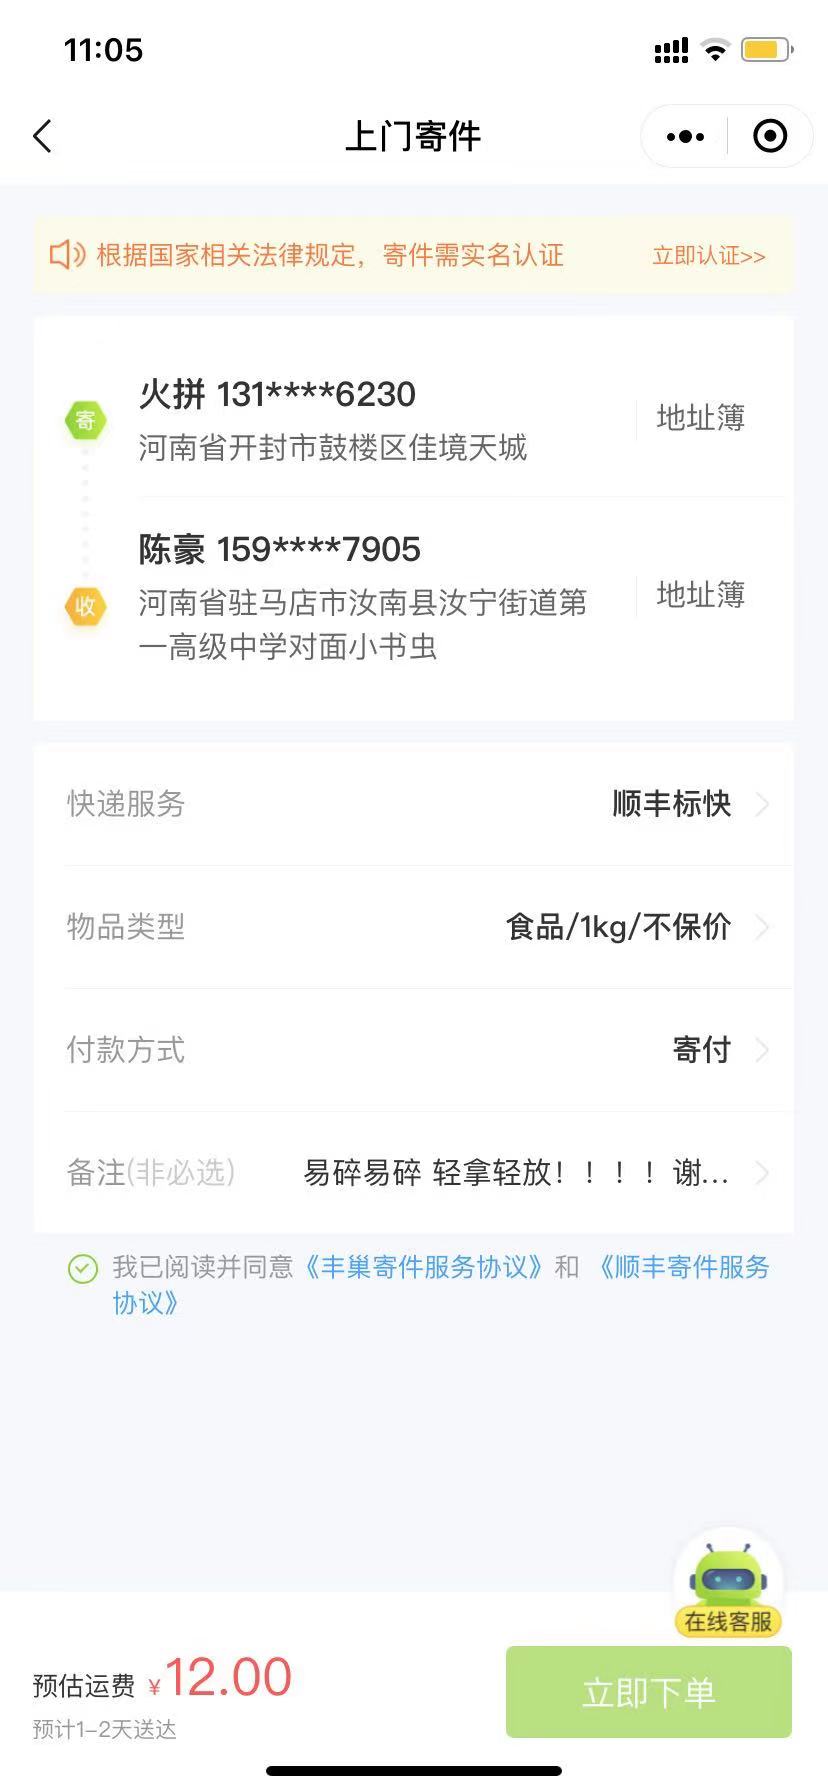 11:05
上门寄件
根据国家相关法律规定，寄件需实名认证 立即认证>>
寄
火拼 131****6230
河南省开封市鼓楼区佳境天城
地址簿
收
陈豪 159****7905
河南省驻马店市汝南县汝宁街道第
一高级中学对面小书虫
地址簿
快递服务 顺丰标快
物品类型 食品/1kg/不保价
付款方式 寄付
备注(非必选) 易碎易碎 轻拿轻放！！！！谢...
我已阅读并同意《丰巢寄件服务协议》和 《顺丰寄件服务
协议》
在线客服
预估运费 ¥12.00
预计1-2天送达
立即下单